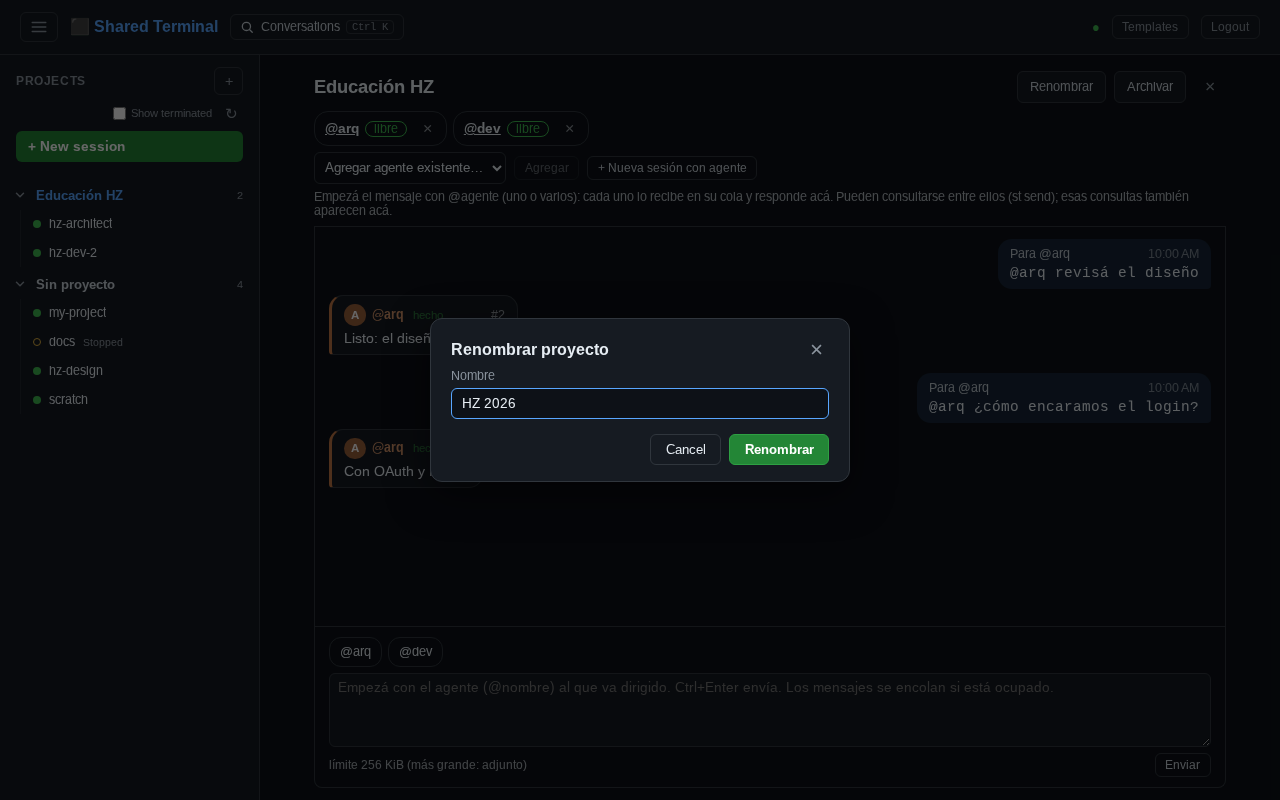 Shared Terminal
Conversations Ctrl K
Templates
Logout
PROJECTS
+
Show terminated
+ New session
Educación HZ 2
hz-architect
hz-dev-2
Sin proyecto 4
my-project
docs Stopped
hz-design
scratch
Educación HZ
Renombrar
Archivar
@arq libre
@dev libre
Agregar agente existente…
Agregar
+ Nueva sesión con agente
Empezá el mensaje con @agente (uno o varios): cada uno lo recibe en su cola y responde acá. Pueden consultarse entre ellos (st send); esas consultas también
aparecen acá.
Para @arq 10:00 AM
@arq revisá el diseño
A @arq hecho #2
Listo: el diseñ
Para @arq 10:00 AM
@arq ¿cómo encaramos el login?
A @arq
Con OAuth y
Renombrar proyecto
Nombre
HZ 2026
Cancel
Renombrar
@arq
@dev
Empezá con el agente (@nombre) al que va dirigido. Ctrl+Enter envía. Los mensajes se encolan si está ocupado.
límite 256 KiB (más grande: adjunto)
Enviar